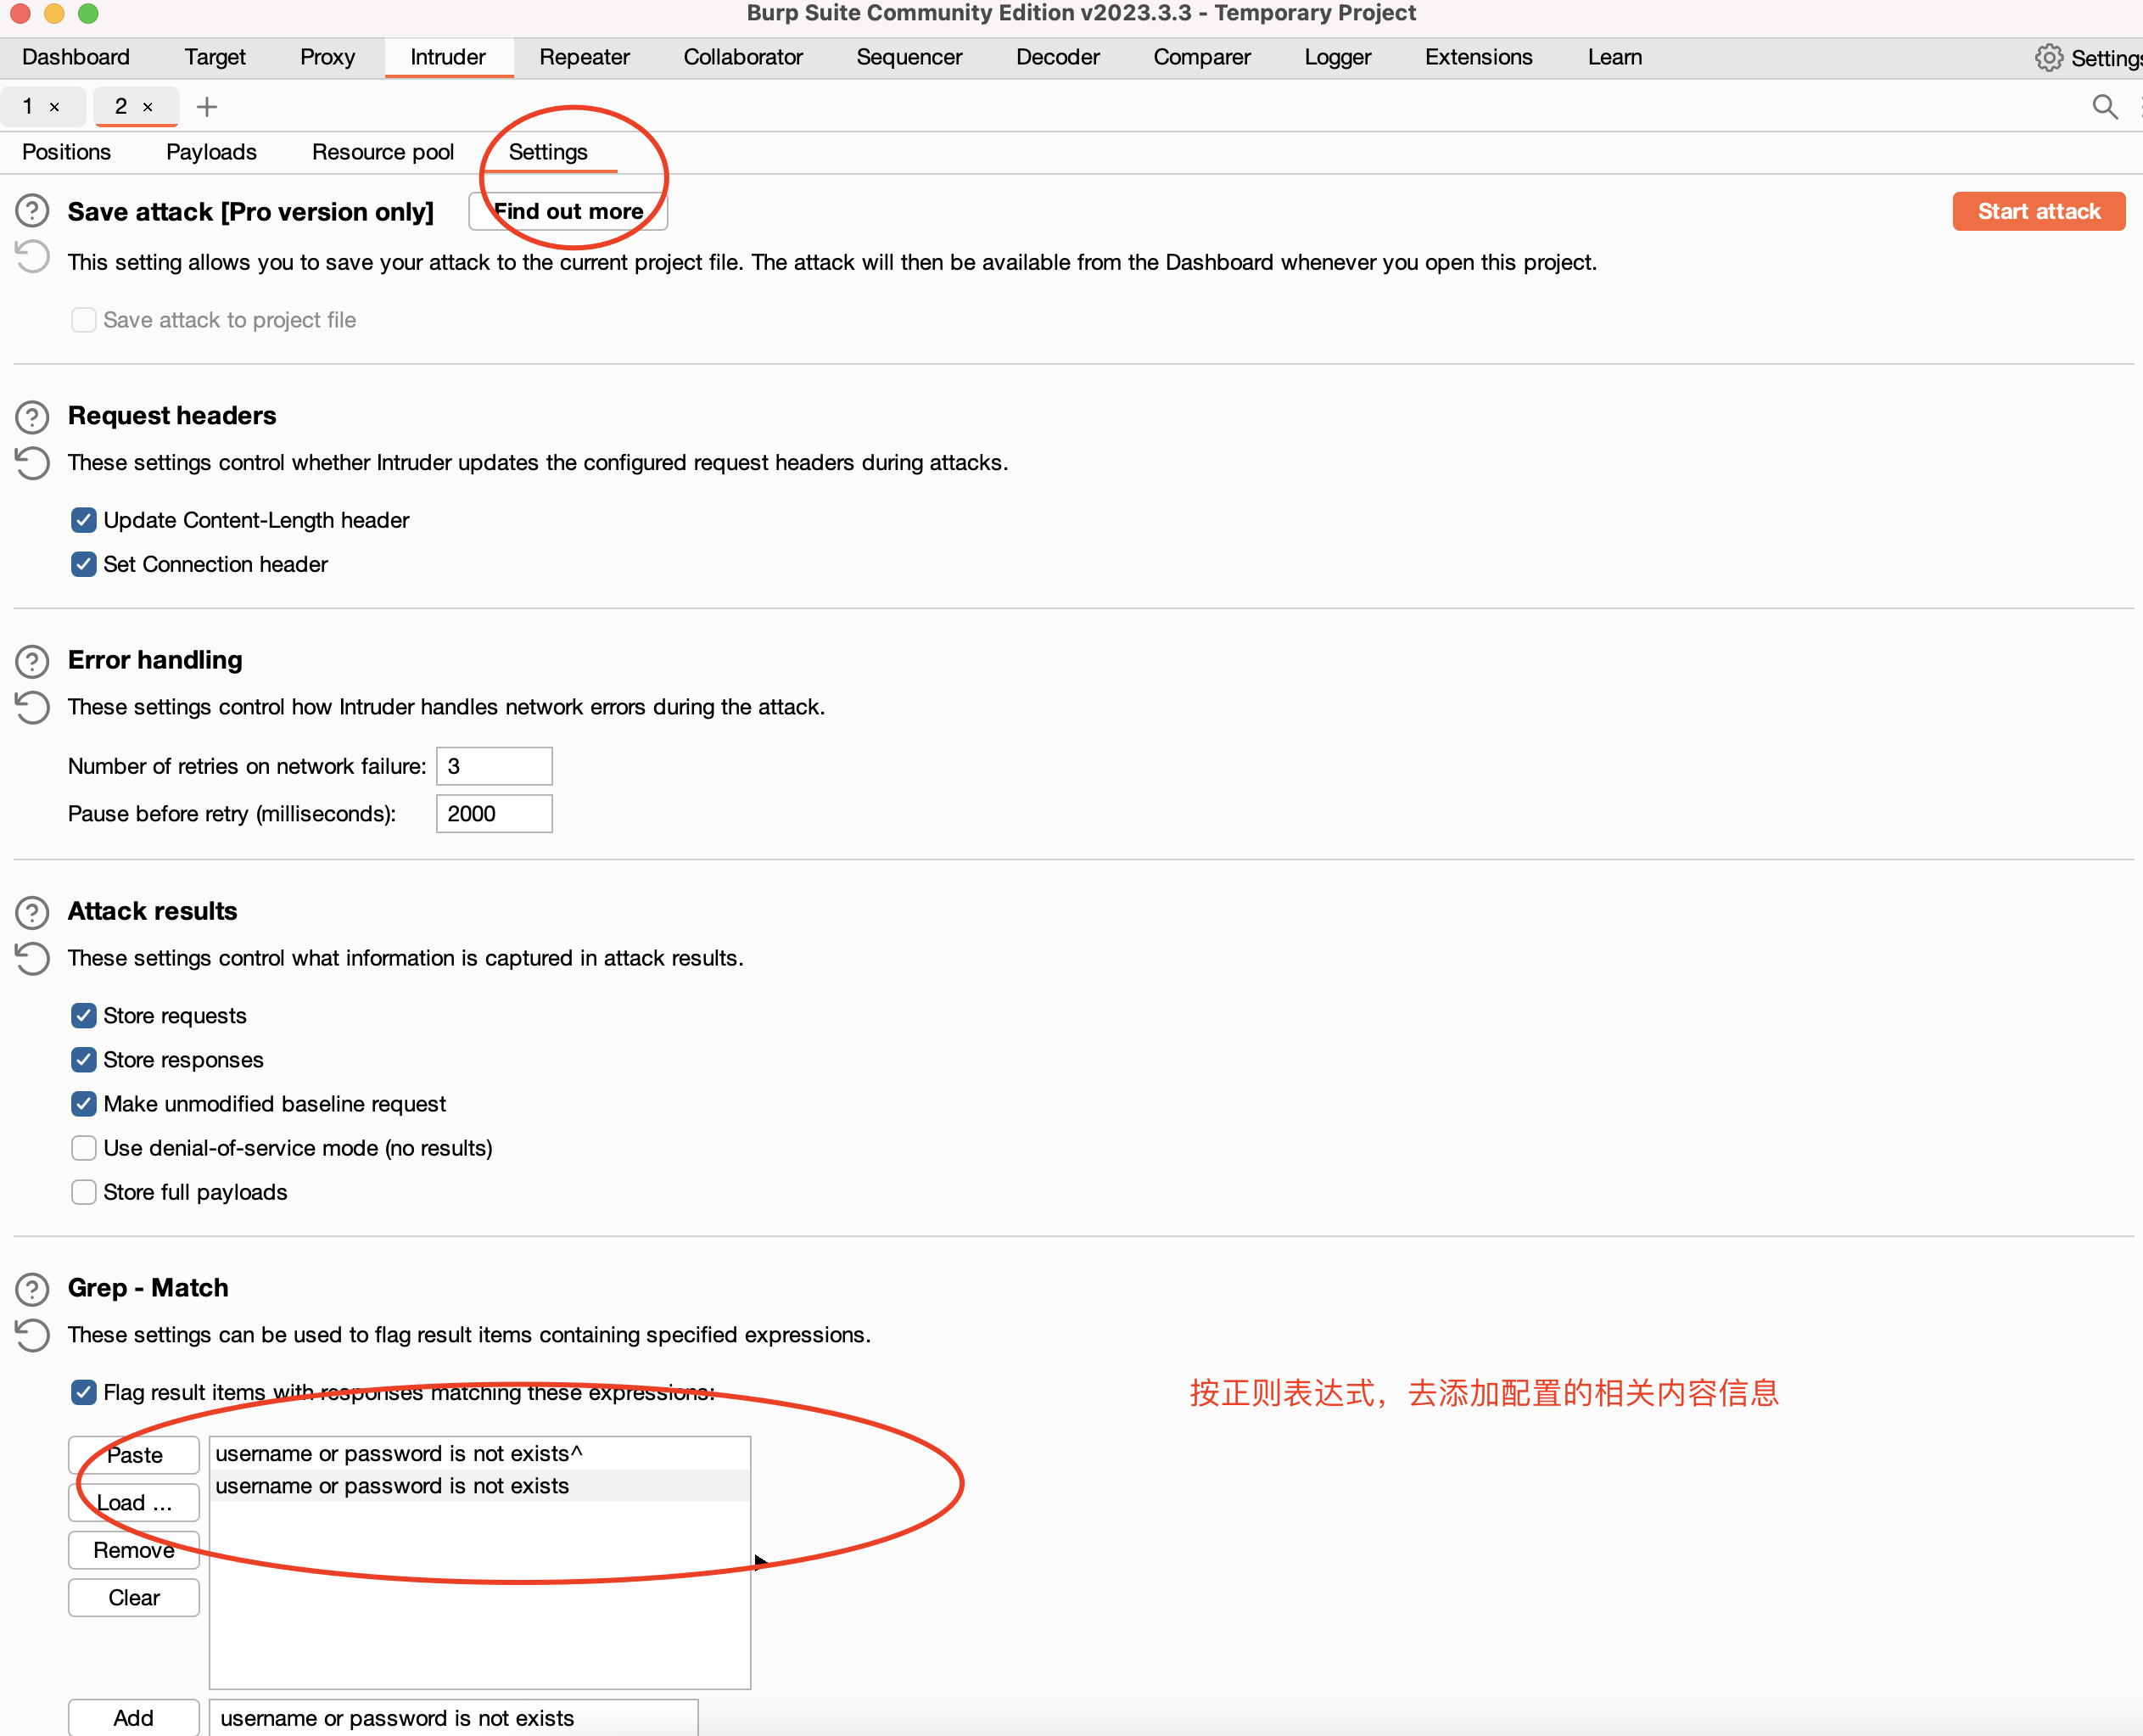 Burp Suite Community Edition v2023.3.3 - Temporary Project
Dashboard Target Proxy Intruder Repeater Collaborator Sequencer Decoder Comparer Logger Extensions Learn Settings
1 × 2 × +
Positions Payloads Resource pool Settings
Save attack [Pro version only] Find out more Start attack
This setting allows you to save your attack to the current project file. The attack will then be available from the Dashboard whenever you open this project.
Save attack to project file
Request headers
These settings control whether Intruder updates the configured request headers during attacks.
Update Content-Length header
Set Connection header
Error handling
These settings control how Intruder handles network errors during the attack.
Number of retries on network failure: 3
Pause before retry (milliseconds): 2000
Attack results
These settings control what information is captured in attack results.
Store requests
Store responses
Make unmodified baseline request
Use denial-of-service mode (no results)
Store full payloads
Grep - Match
These settings can be used to flag result items containing specified expressions.
Flag result items with responses matching these expressions:
按正则表达式，去添加配置的相关内容信息
Paste username or password is not exists^
username or password is not exists
Load ...
Remove
Clear
Add username or password is not exists